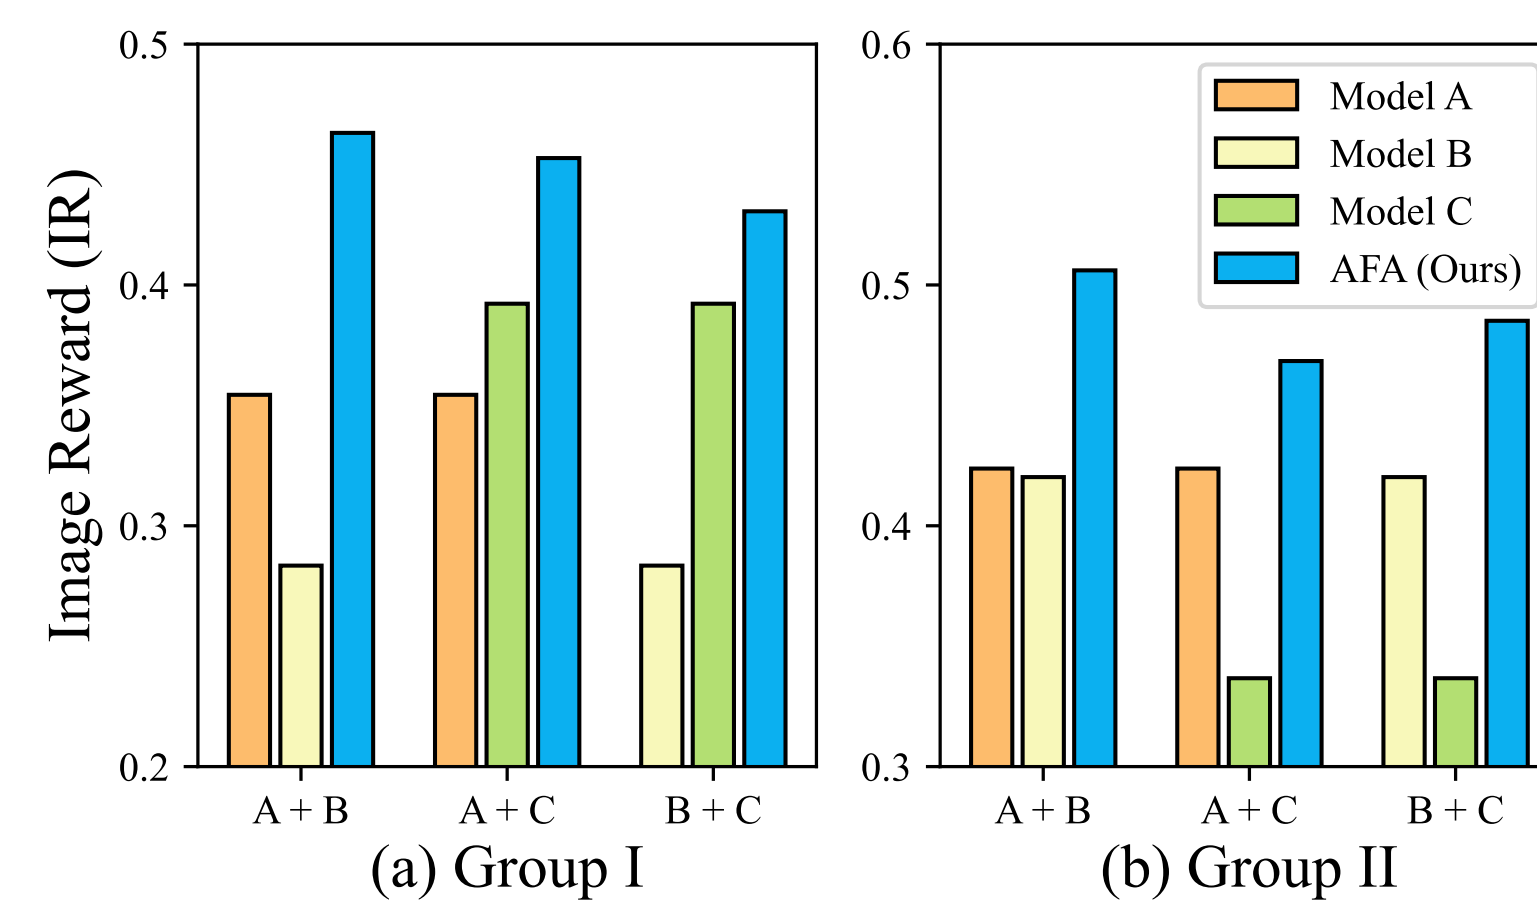 Image Reward (IR)
0.5
0.4
0.3
0.2
A + B
A + C
B + C
(a) Group I
0.6
0.5
0.4
0.3
Model A
Model B
Model C
AFA (Ours)
A + B
A + C
B + C
(b) Group II